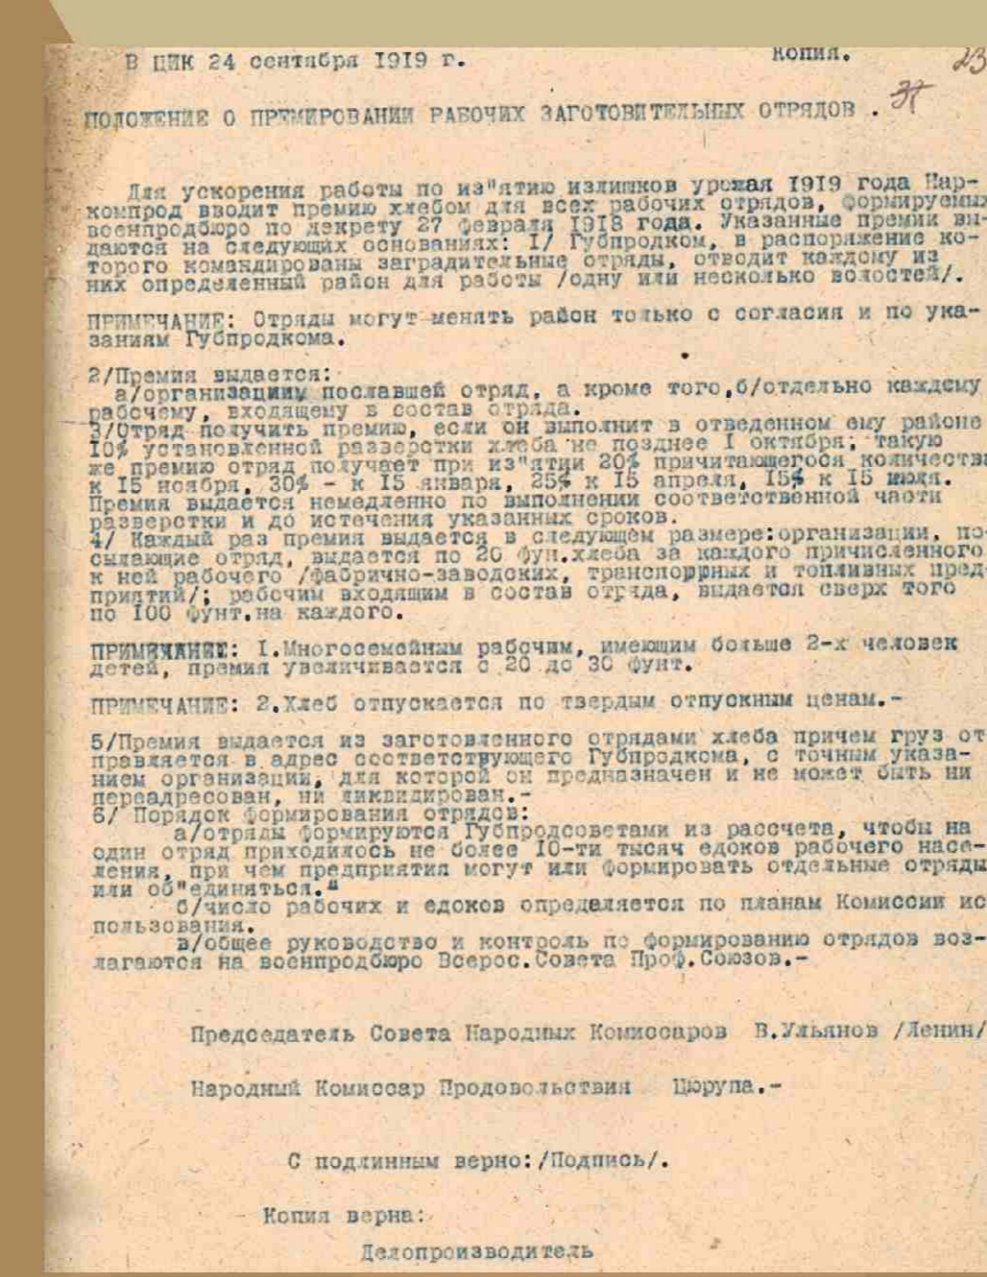 В ЦИК 24 сентября 1919 г.
Копия.
23
ПОЛОЖЕНИЕ О ПРЕМИРОВАНИИ РАБОЧИХ ЗАГОТОВИТЕЛЬНЫХ ОТРЯДОВ .
Для ускорения работы по из"ятию излишков урожая 1919 года Нар-
компрод вводит премию хлебом для всех рабочих отрядов, формируемых
военпродбюро по декрету 27 февраля 1918 года. Указанные премии вы-
даются на следующих основаниях: I/ Губпродком, в распоряжение ко-
торого командированы заградительные отряды, отводит каждому из
них определенный район для работы /одну или несколько волостей/.
ПРИМЕЧАНИЕ: Отряды могут менять район только с согласия и по ука-
заниям Губпродкома.
2/Премия выдается:
а/организациии пославшей отряд, а кроме того,б/отдельно каждому
рабочему, входящему в состав отряда.
3/Отряд получить премию, если он выполнит в отведенном ему районе
10% установленной разверстки хлеба не позднее I октября; такую
же премию отряд получает при из"ятии 20% причитающегося количества
к 15 ноября, 30% - к 15 января, 25% к 15 апреля, 15% к 15 июля.
Премия выдается немедленно по выполнении соответственной части
разверстки и до истечения указанных сроков.
4/ Каждый раз премия выдается в следующем размере:организации, по-
сылающие отряд, выдается по 20 фун.хлеба за каждого причисленного
к ней рабочего /фабрично-заводских, транспоррных и топливных пред-
приятий/; рабочим входящим в состав отряда, выдается сверх того
по 100 фунт.на каждого.
ПРИМЕЧАНИЕ: I.Многосемейным рабочим, имеющим больше 2-х человек
детей, премия увеличивается с 20 до 30 фунт.
ПРИМЕЧАНИЕ: 2.Хлеб отпускается по твердым отпускным ценам.-
5/Премия выдается из заготовленного отрядами хлеба причем груз от
правляется в адрес соответствующего Губпродкома, с точным указа-
нием организации, для которой он предназначен и не может быть ни
переадресован, ни ликвидирован.-
6/ Порядок формирования отрядов:
а/отряды формируются Губпродсоветами из рассчета, чтобы на
один отряд приходилось не более 10-ти тысяч едоков рабочего насе-
ления, при чем предприятия могут или формировать отдельные отряды
или об"единяться."
б/число рабочих и едоков определяется по планам Комиссии ис
пользования.
в/общее руководство и контроль по формированию отрядов воз-
лагаются на военпродбюро Всерос.Совета Проф.Союзов.-
Председатель Совета Народных Комиссаров В.Ульянов /Ленин/
Народный Комиссар Продовольствия Цюрупа.-
С подлинным верно:/Подпись/.
Копия верна:
Делопроизводитель